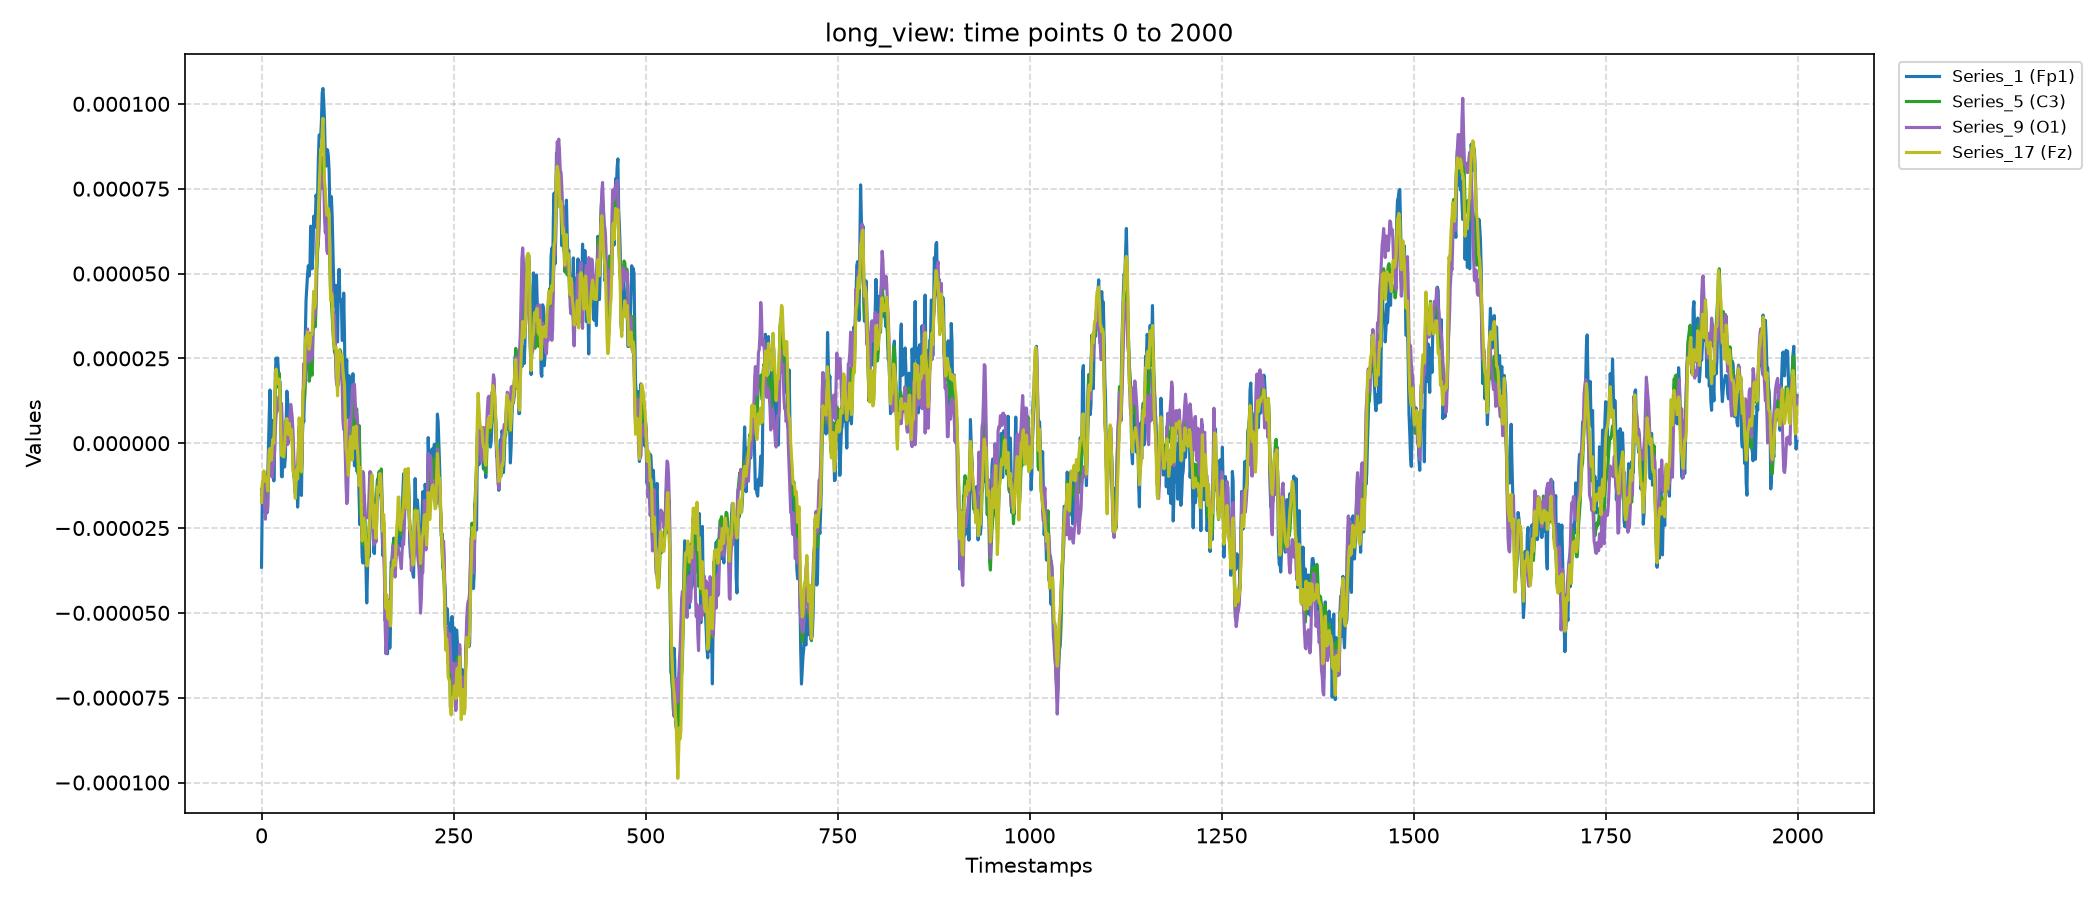 long_view: time points 0 to 2000
Series_1 (Fp1)
Series_5 (C3)
Series_9 (O1)
Series_17 (Fz)
Values
0.000100
0.000075
0.000050
0.000025
0.000000
−0.000025
−0.000050
−0.000075
−0.000100
0 250 500 750 1000 1250 1500 1750 2000
Timestamps